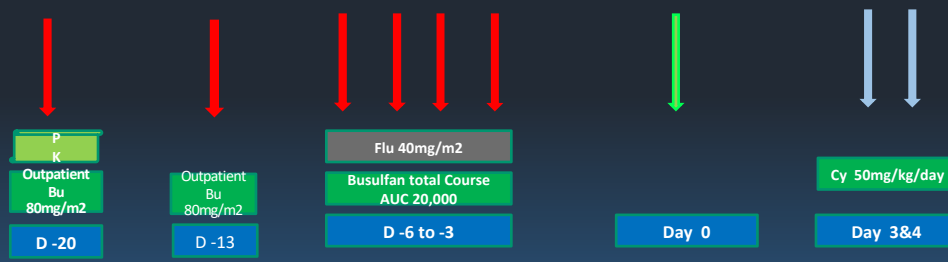 P
K
Outpatient
Bu
80mg/m2
D -20
Outpatient
Bu
80mg/m2
D -13
Flu 40mg/m2
Busulfan total Course
AUC 20,000
D -6 to -3
Day 0
Cy 50mg/kg/day
Day 3&4